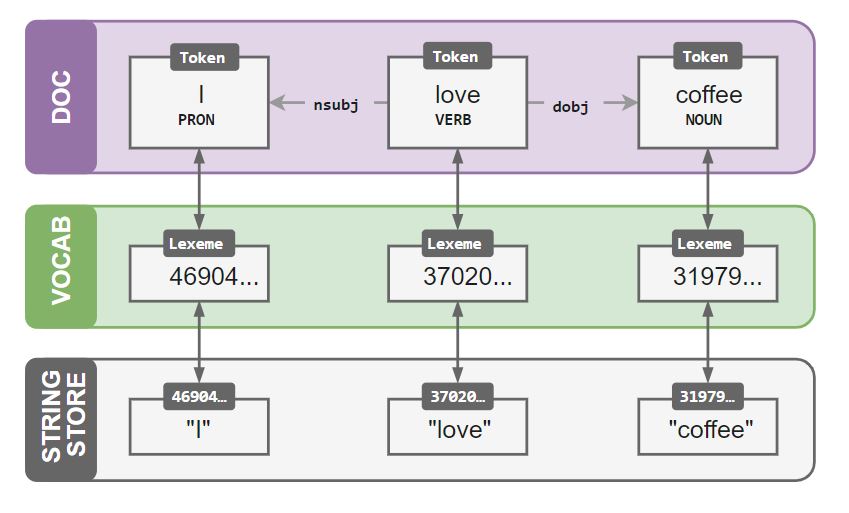 DOC
Token
Token
Token
I
love
coffee
nsubj
dobj
PRON
VERB
NOUN
VOCAB
Lexeme
Lexeme
Lexeme
46904...
37020...
31979...
STRING
STORE
46904…
37020…
31979…
"I"
"love"
"coffee"